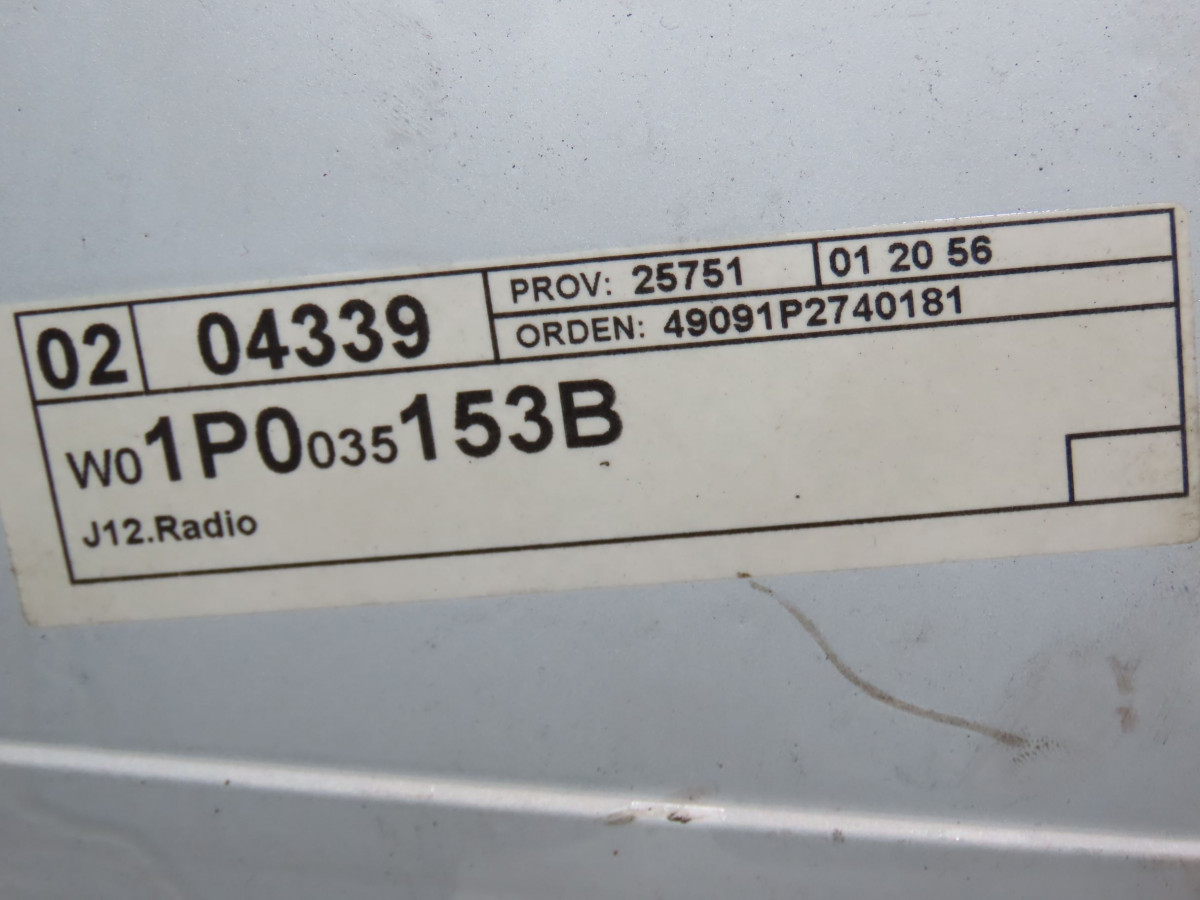 02 04339 PROV: 25751 01 20 56
ORDEN: 49091P2740181
W01P0035153B
J12.Radio